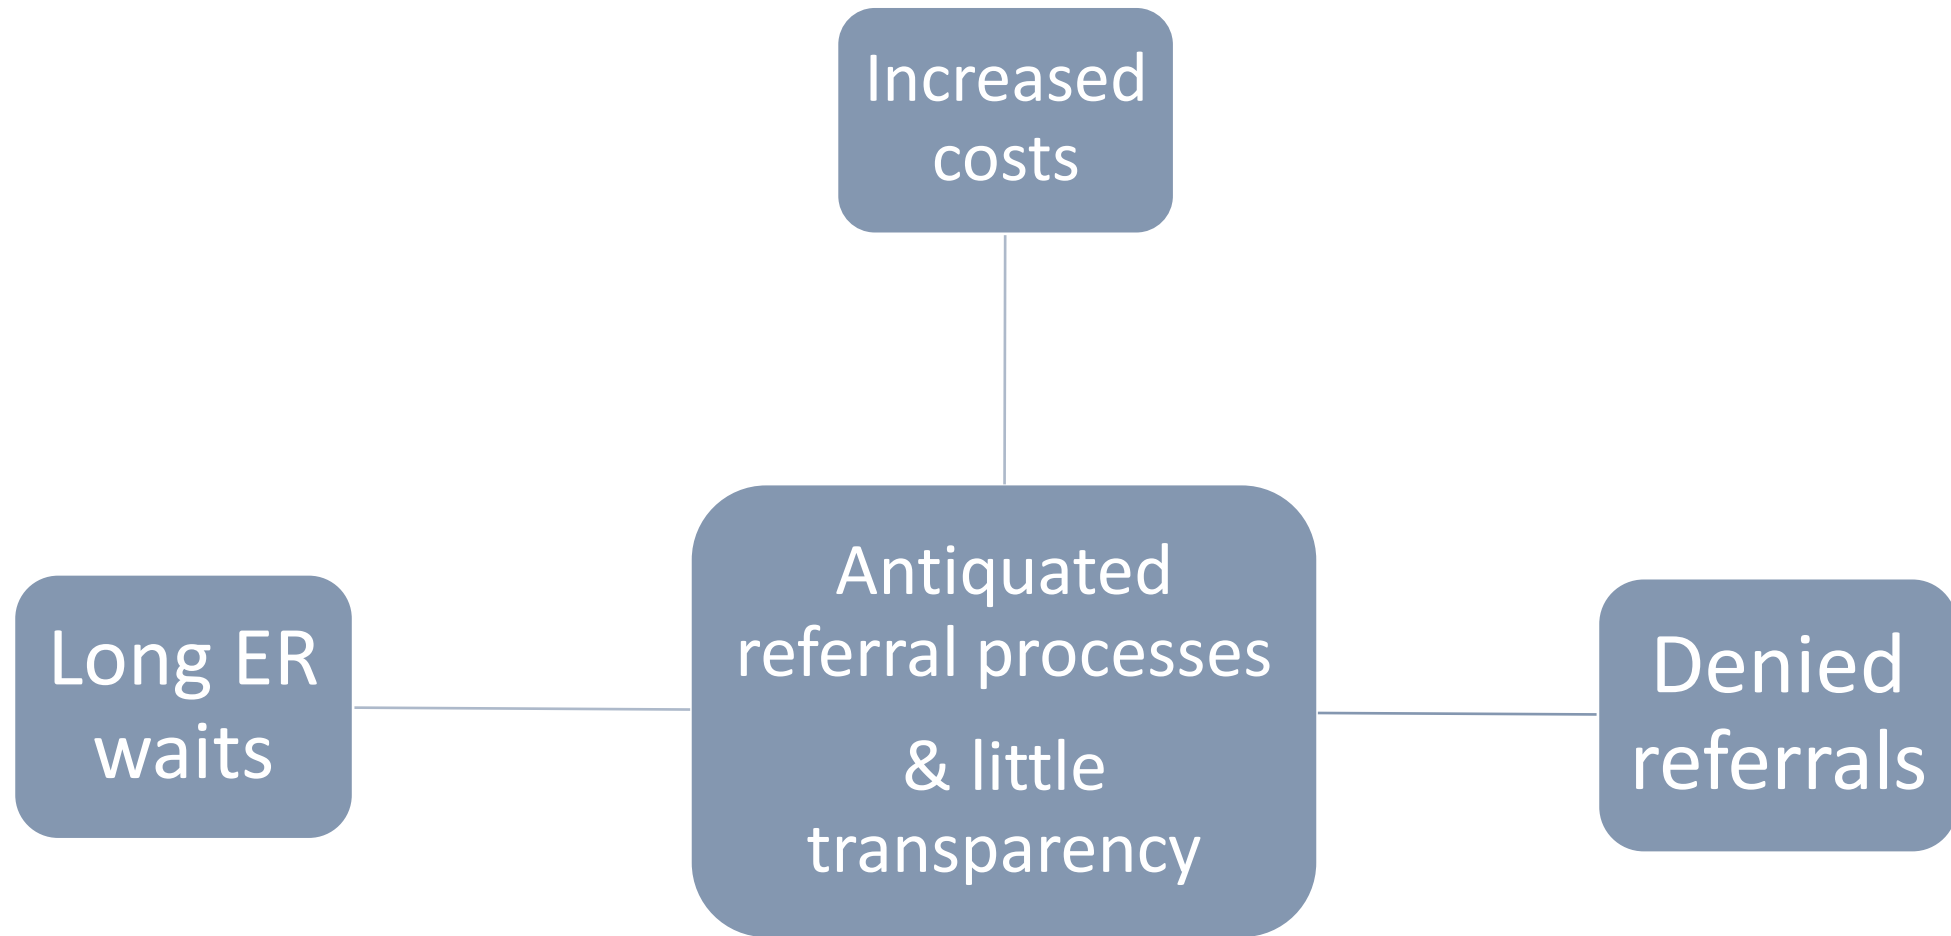 Increased
costs
Long ER
waits
Antiquated
referral processes
& little
transparency
Denied
referrals